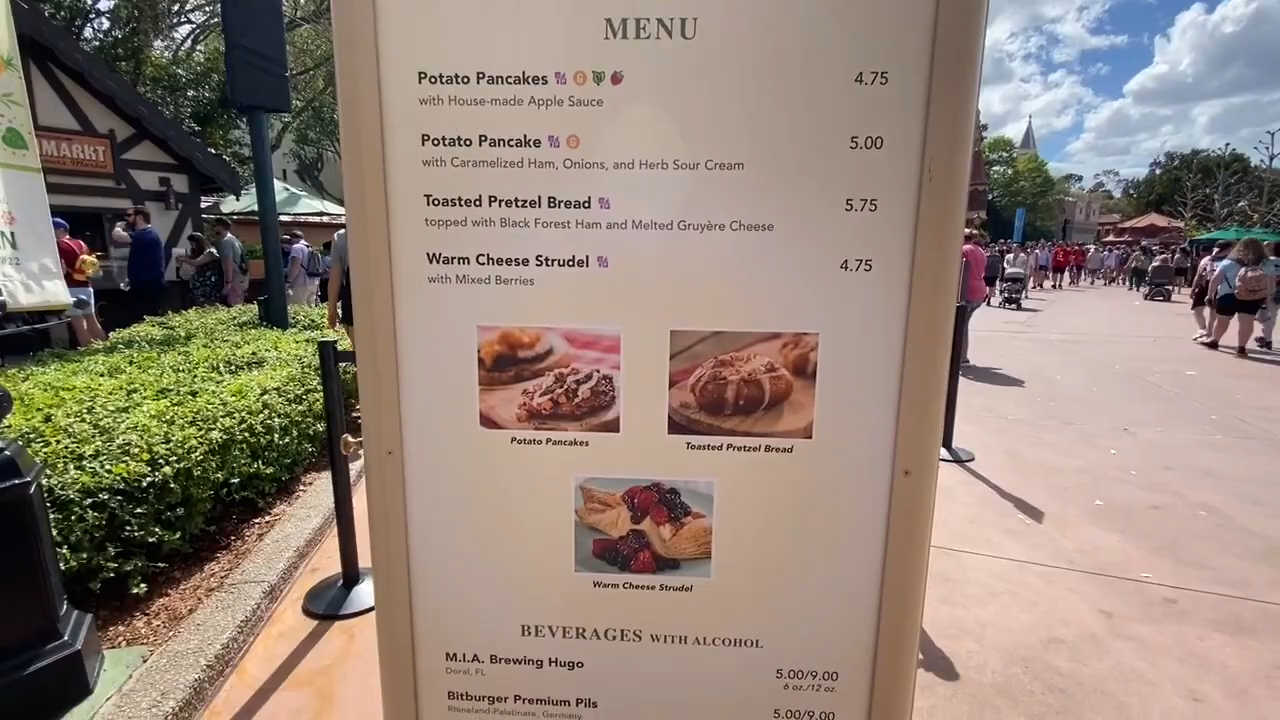 MENU
Potato Pancakes 4.75
with House-made Apple Sauce
Potato Pancake G 5.00
with Caramelized Ham, Onions, and Herb Sour Cream
Toasted Pretzel Bread 5.75
topped with Black Forest Ham and Melted Gruyère Cheese
Warm Cheese Strudel 4.75
with Mixed Berries
Potato Pancakes
Toasted Pretzel Bread
Warm Cheese Strudel
BEVERAGES WITH ALCOHOL
M.I.A. Brewing Hugo 5.00/9.00
Doral, FL 6 oz./12 oz.
Bitburger Premium Pils 5.00/9.00
Rhineland-Palatinate, Germany
MARKT